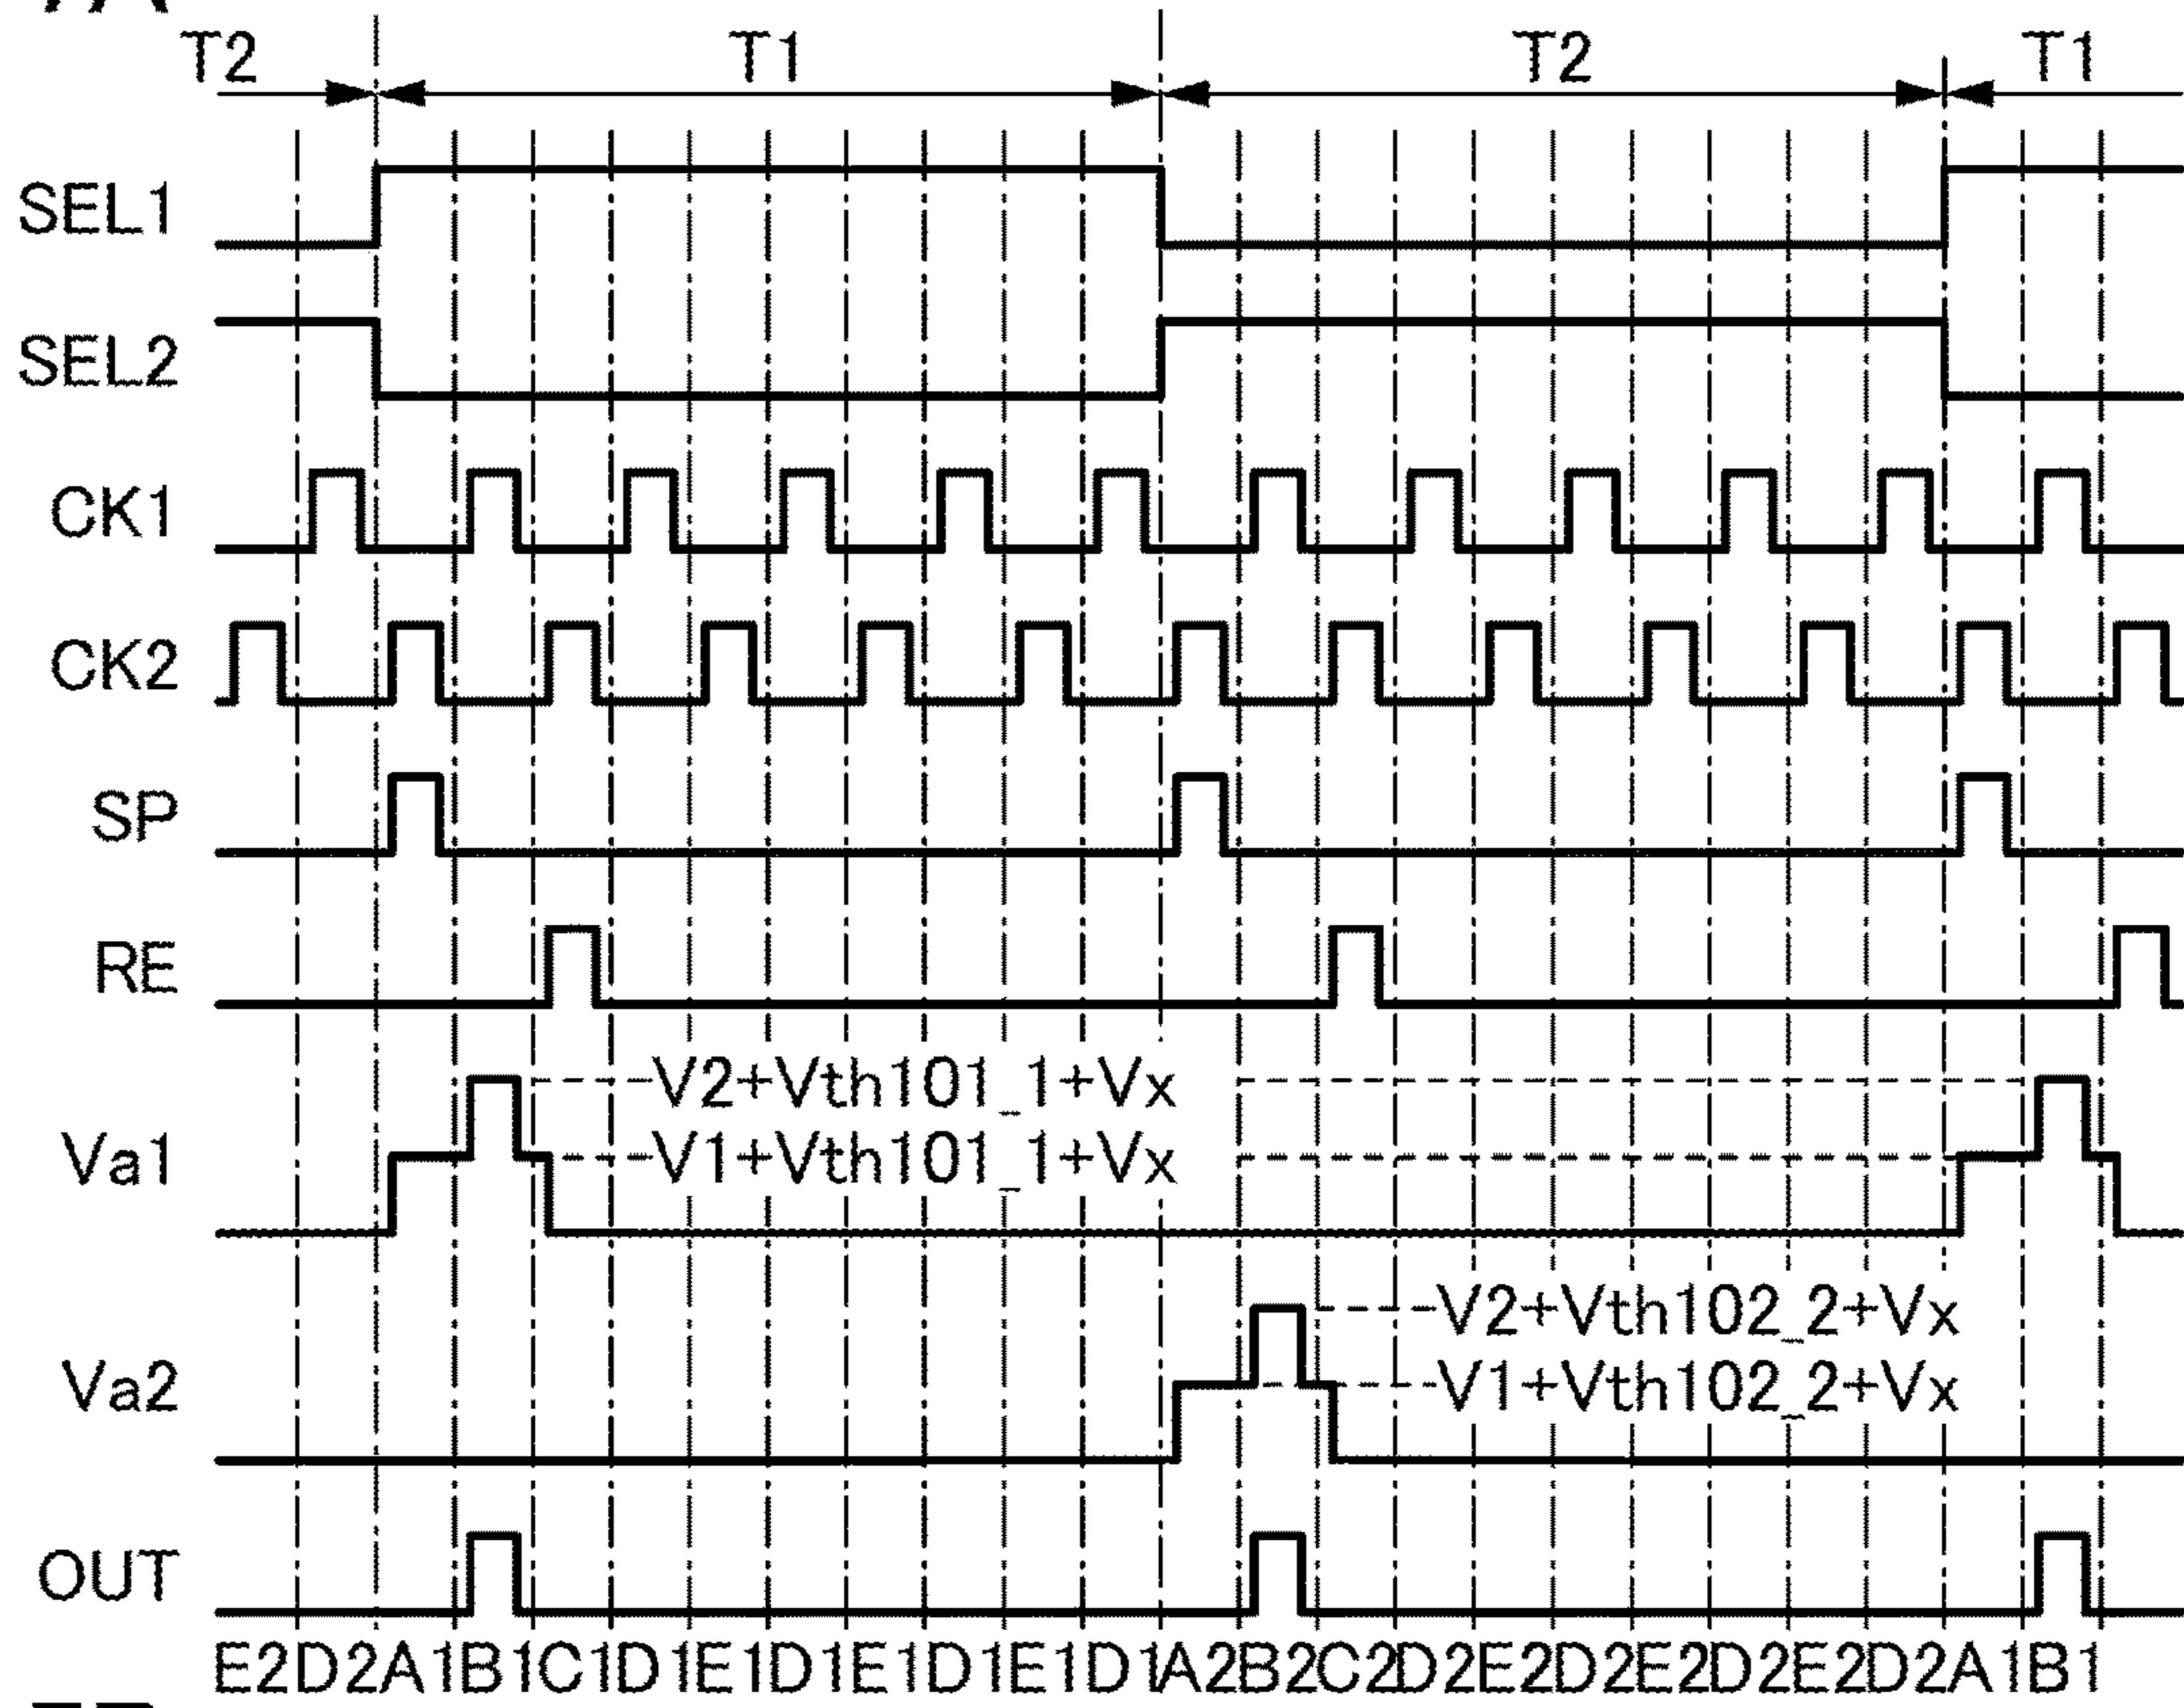 T2 T1 T2 T1
SEL1
SEL2
CK1
CK2
SP
RE
V2+Vth101_1+Vx
Va1 V1+Vth101_1+Vx
V2+Vth102_2+Vx
Va2 V1+Vth102_2+Vx
OUT
E2D2A1B1C1D1E1D1E1D1E1D1A2B2C2D2E2D2E2D2E2D2A1B1